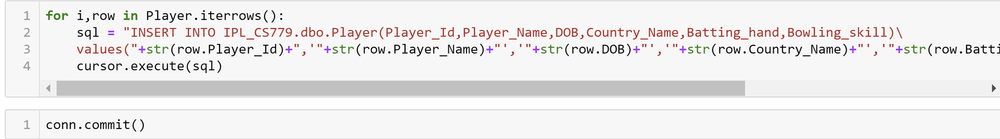 1 for i,row in Player.iterrows():
2     sql = "INSERT INTO IPL_CS779.dbo.Player(Player_Id,Player_Name,DOB,Country_Name,Batting_hand,Bowling_skill)\
3     values("+str(row.Player_Id)+",'"+str(row.Player_Name)+"','"+str(row.DOB)+"','"+str(row.Country_Name)+"','"+str(row.Batti
4     cursor.execute(sql)
1 conn.commit()